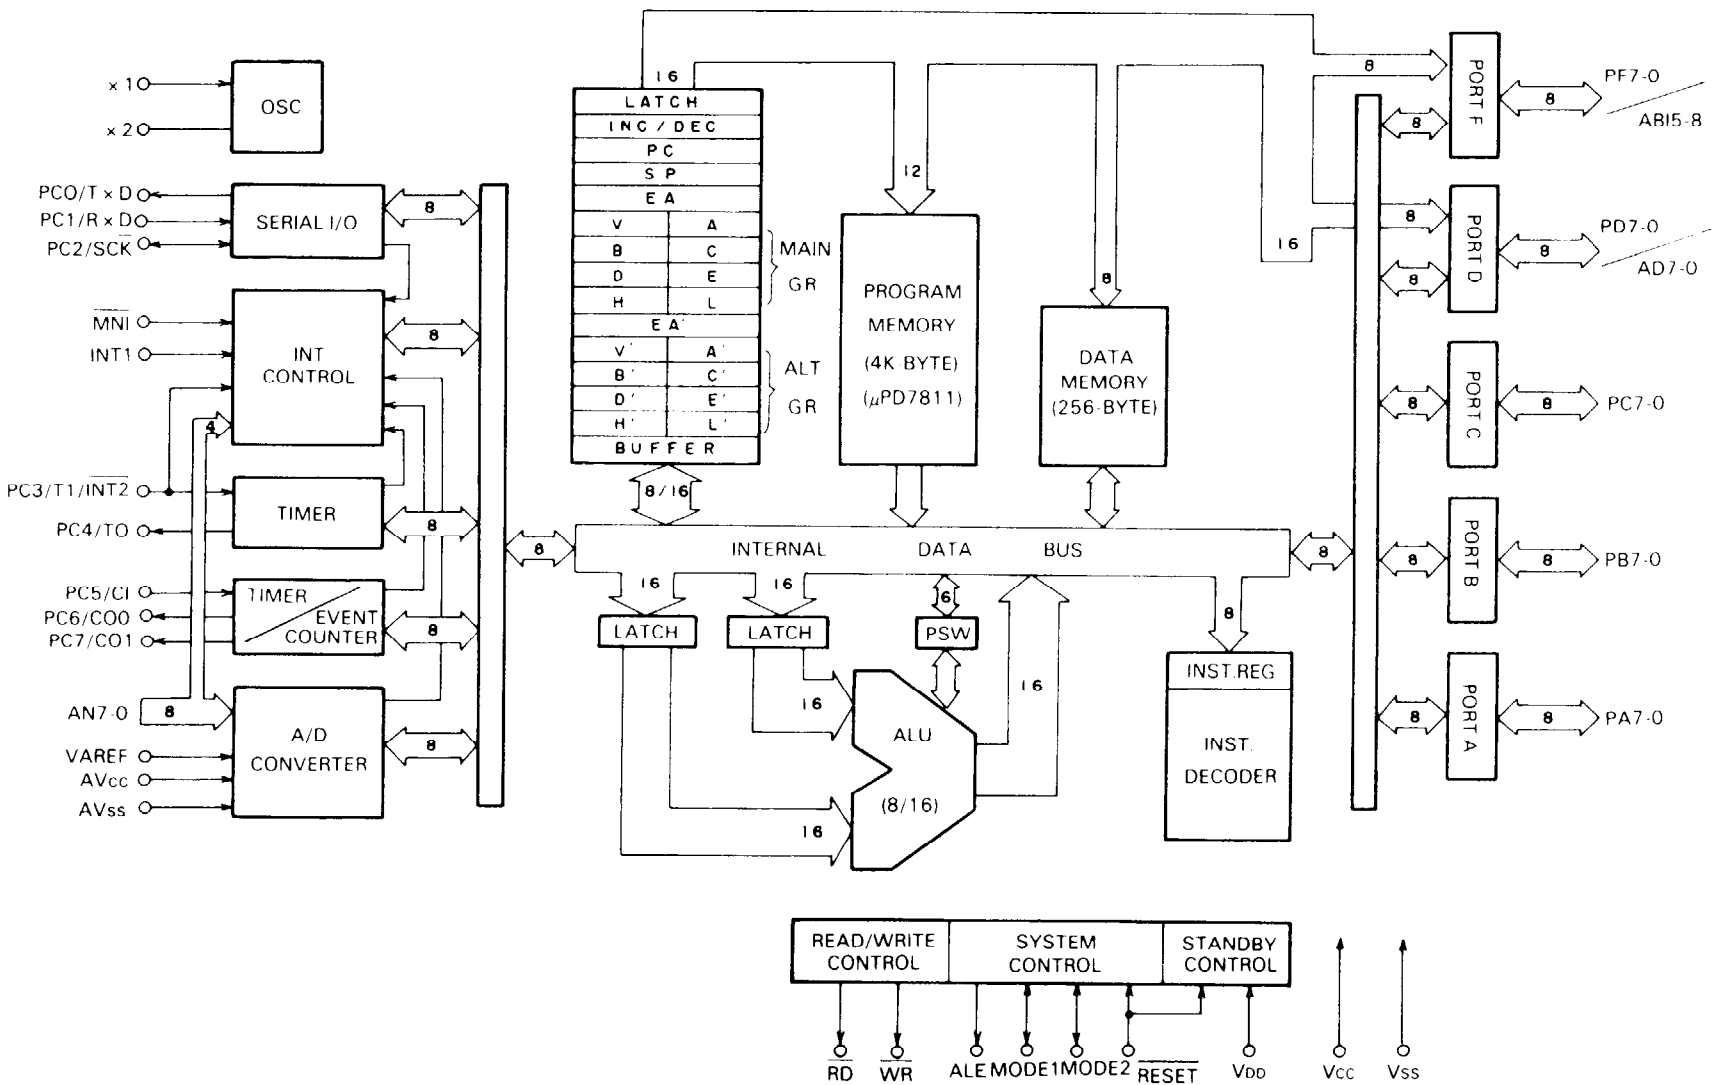 x 1
x 2
OSC
PC0/T×D
PC1/R×D
PC2/SCK
SERIAL I/O
8
MNI
INT1
INT
CONTROL
8
4
PC3/T1/INT2
PC4/TO
TIMER
8
PC5/CI
PC6/CO0
PC7/CO1
TIMER
EVENT
COUNTER
8
AN7-0
8
VAREF
AVcc
AVss
A/D
CONVERTER
8
8
16
LATCH
INC/DEC
PC
SP
EA
V A
B C
D E
H L
EA'
V' A'
B' C'
D' E'
H' L'
BUFFER
MAIN
GR
ALT
GR
8/16
12
PROGRAM
MEMORY
(4K-BYTE)
(μPD7811)
8
DATA
MEMORY
(256-BYTE)
16
INTERNAL DATA BUS
8
16
LATCH
16
LATCH
6
PSW
16
16
ALU
(8/16)
16
8
INST.REG
INST.
DECODER
8
8
PORT F
8
PF7-0
AB15-8
8
8
PORT D
8
PD7-0
AD7-0
8
PORT C
8
PC7-0
8
PORT B
8
PB7-0
8
PORT A
8
PA7-0
READ/WRITE
CONTROL
SYSTEM
CONTROL
STANDBY
CONTROL
RD
WR
ALE
MODE1
MODE2
RESET
VDD
VCC
VSS